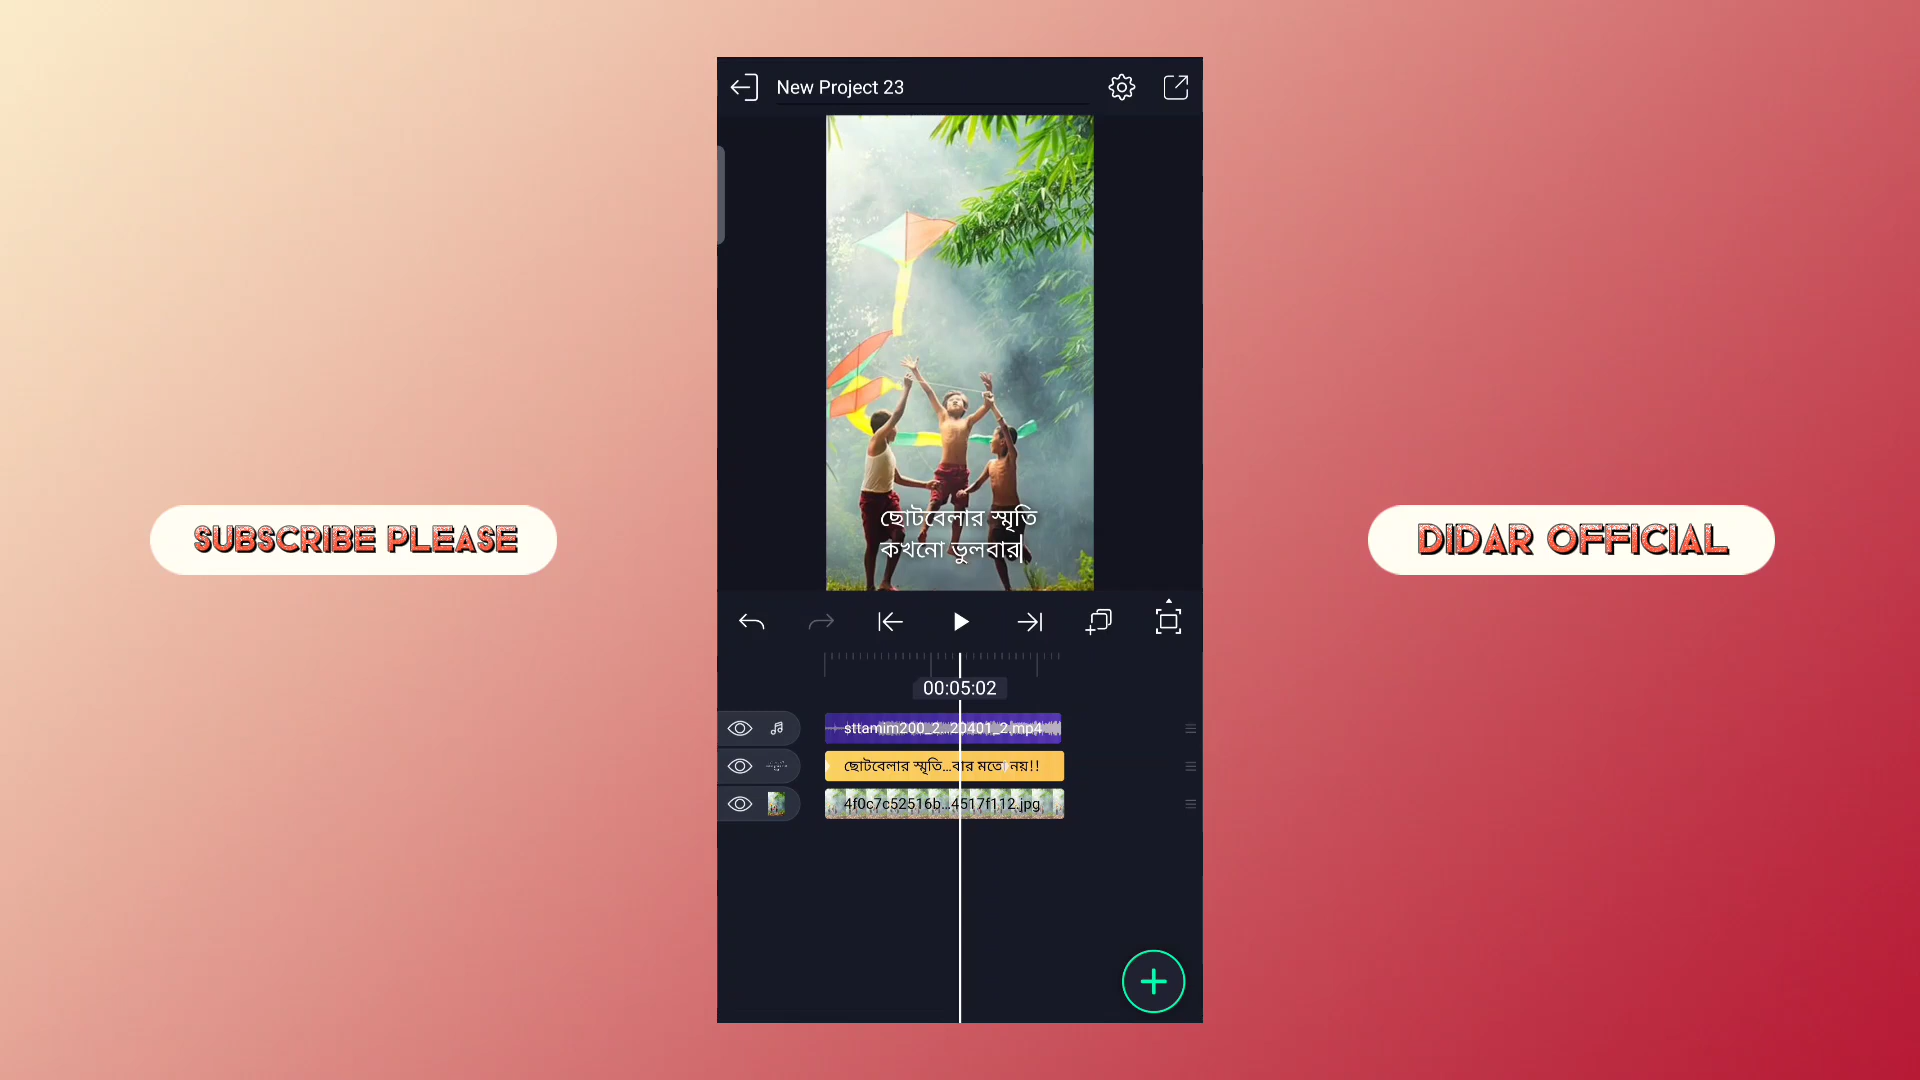 New Project 23
ছোটবেলার স্মৃতি
কখনো ভুলবার
SUBSCRIBE PLEASE
DIDAR OFFICIAL
00:05:02
sttamim200_2...20401_2.mp4
ছোটবেলার স্মৃতি...বার মতো নয়!!
4f0c7c52516b...4517f112.jpg